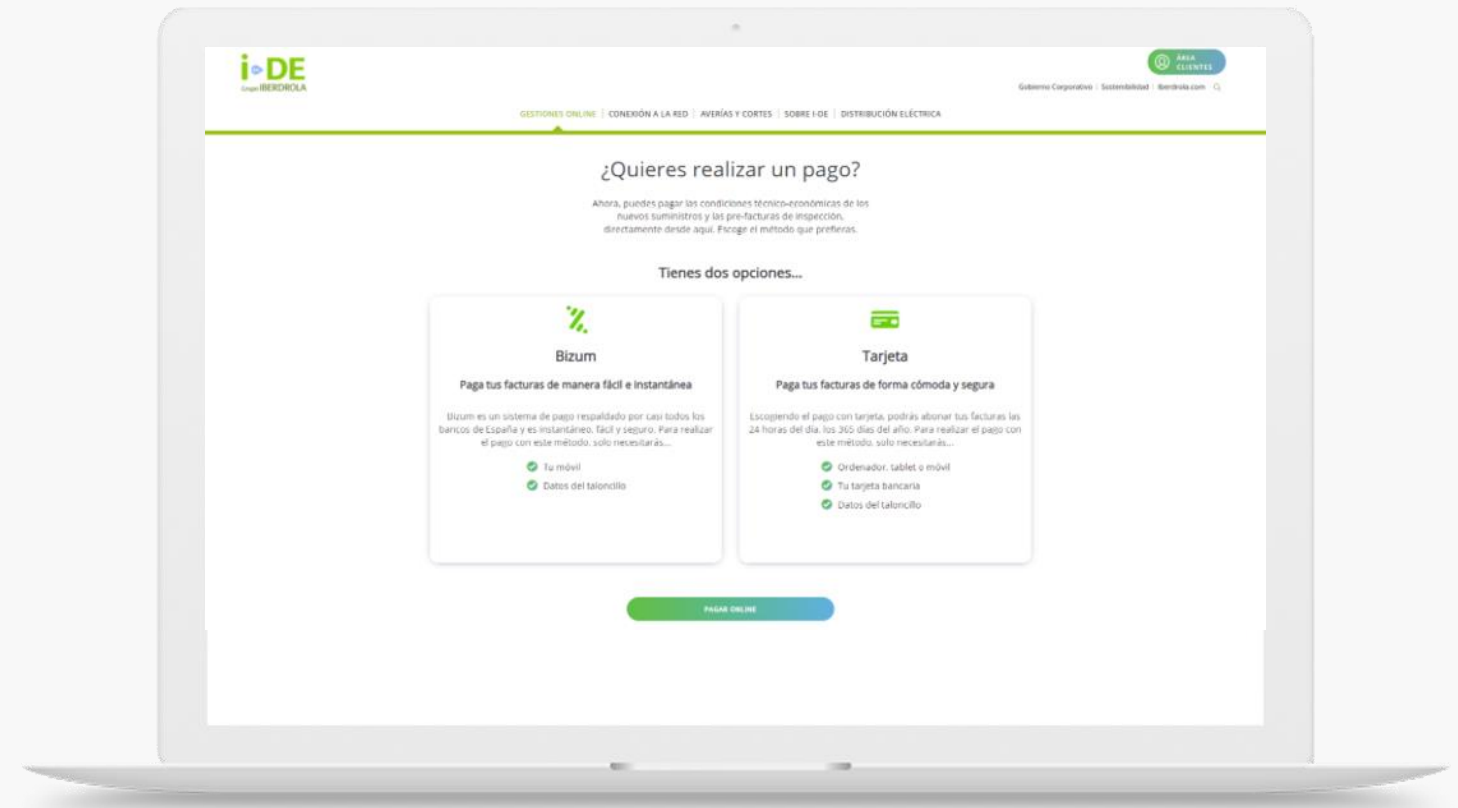 i-DE
Grupo IBERDROLA
ÁREA
CLIENTES
Gobierno Corporativo | Sostenibilidad | Iberdrola.com
GESTIONES ONLINE | CONEXIÓN A LA RED | AVERÍAS Y CORTES | SOBRE I-DE | DISTRIBUCIÓN ELÉCTRICA
¿Quieres realizar un pago?
Ahora, puedes pagar las condiciones técnico-económicas de los
nuevos suministros y las pre-facturas de inspección,
directamente desde aquí. Escoge el método que prefieras.
Tienes dos opciones...
Bizum
Paga tus facturas de manera fácil e instantánea
Bizum es un sistema de pago respaldado por casi todos los
bancos de España y es instantáneo, fácil y seguro. Para realizar
el pago con este método, solo necesitarás...
Tu móvil
Datos del taloncillo
Tarjeta
Paga tus facturas de forma cómoda y segura
Escogiendo el pago con tarjeta, podrás abonar tus facturas las
24 horas del día, los 365 días del año. Para realizar el pago con
este método, solo necesitarás...
Ordenador, tablet o móvil
Tu tarjeta bancaria
Datos del taloncillo
PAGAR ONLINE